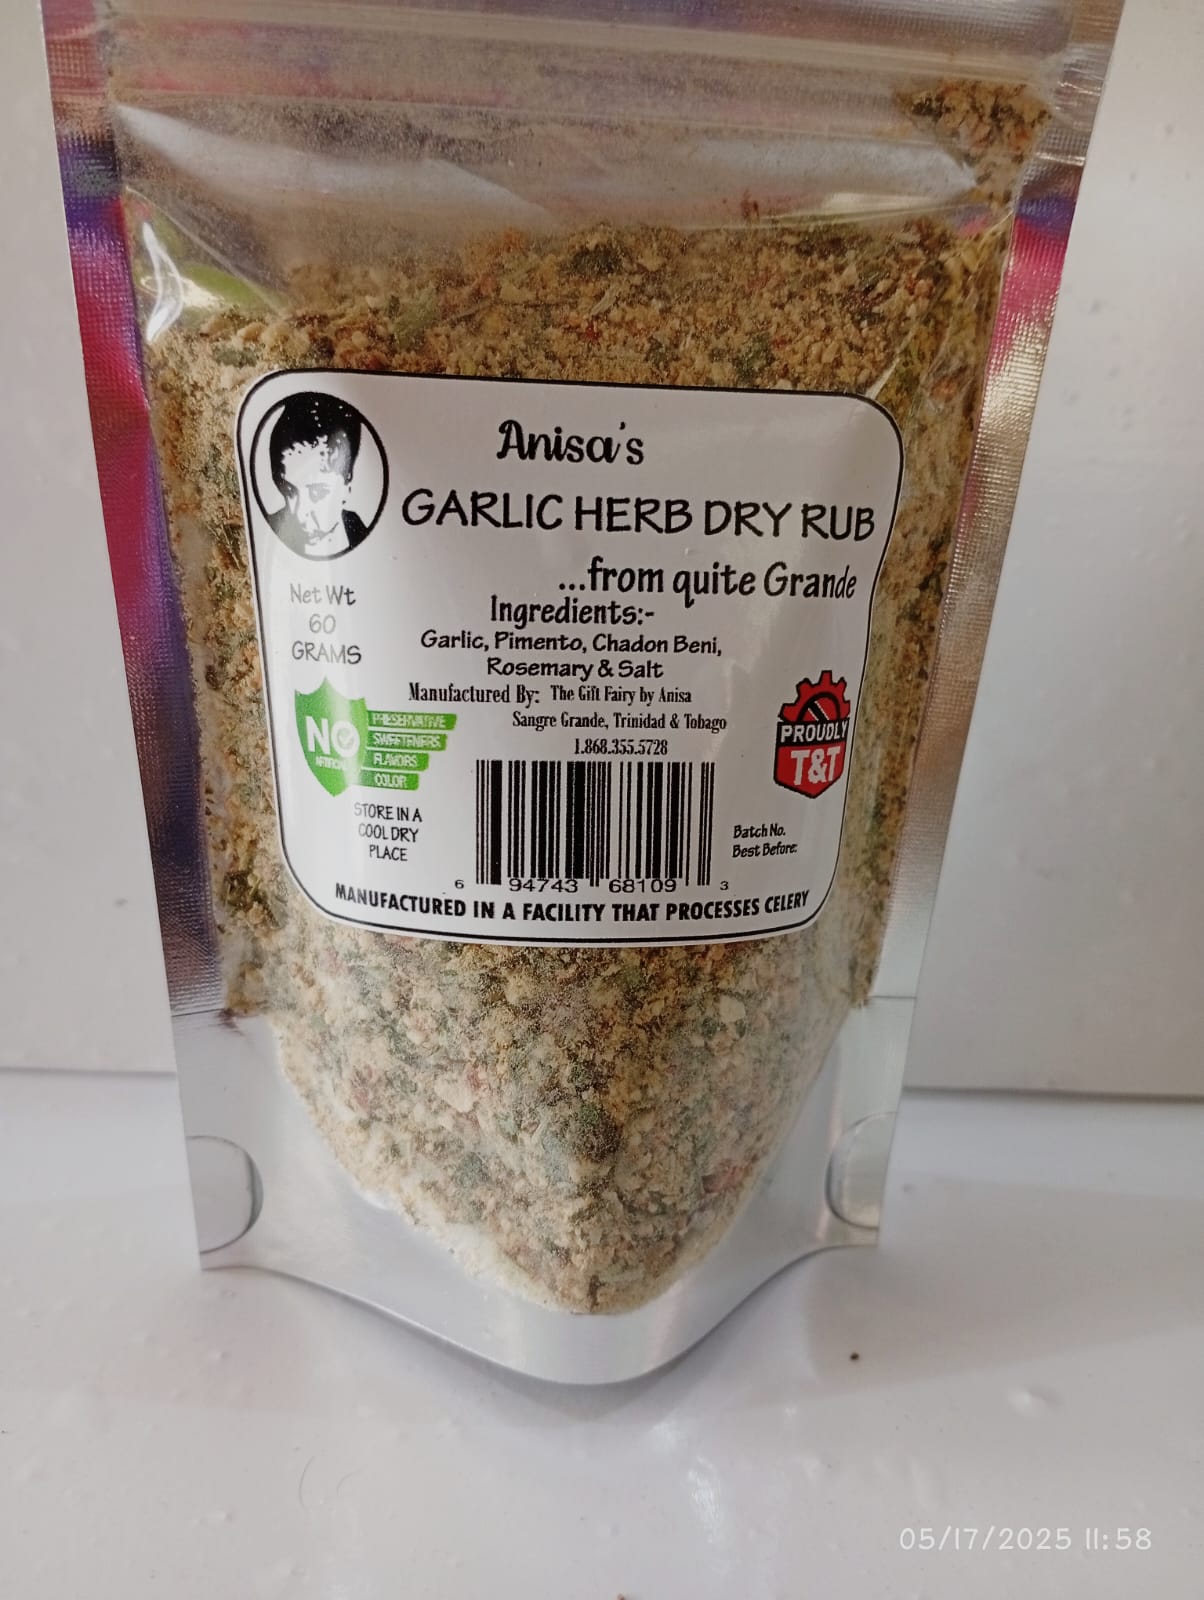 Anisa's
GARLIC HERB DRY RUB
...from quite Grande
Net Wt
60
GRAMS
Ingredients:-
Garlic, Pimento, Chadon Beni,
Rosemary & Salt
Manufactured By: The Gift Fairy by Anisa
Sangre Grande, Trinidad & Tobago
1.868.355.5728
NO
ARTIFICIAL
PRESERVATIVE
SWEETENERS
FLAVORS
COLOR
PROUDLY
T&T
STORE IN A
COOL DRY
PLACE
Batch No.
Best Before:
6 94743 68109 3
MANUFACTURED IN A FACILITY THAT PROCESSES CELERY
05/17/2025 11:58